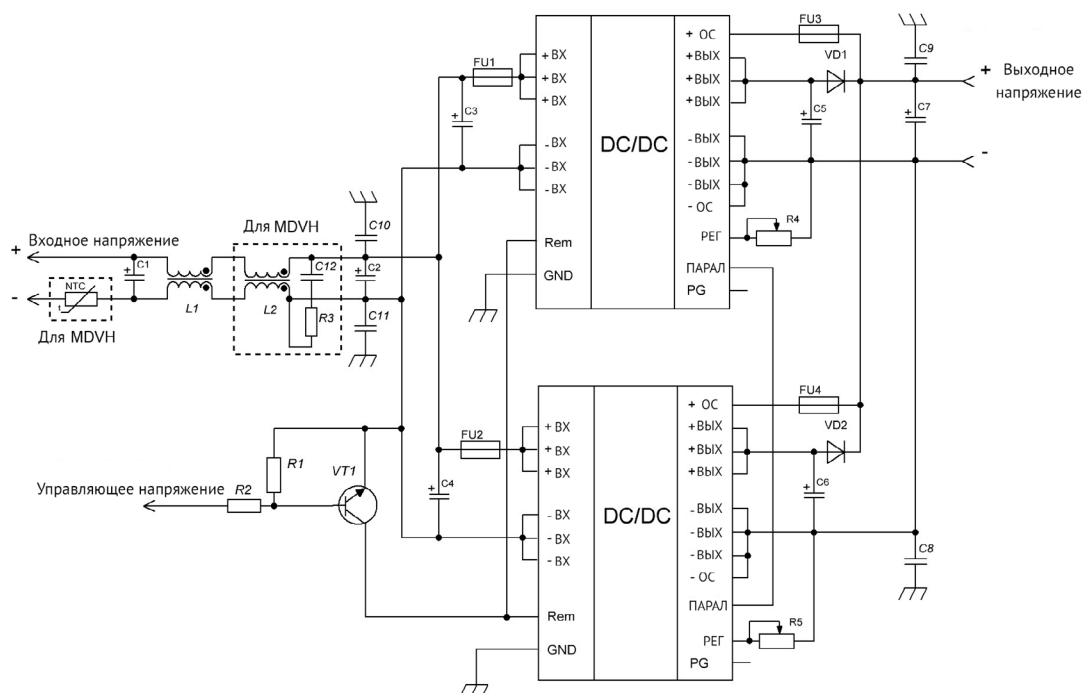 FU3
+ ОС
C9
+ВХ
FU1
+ВХ
+ВХ
C3
+
DC/DC
+ВЫХ
+ВЫХ
+ВЫХ
VD1
C5
+
C7
+
+ Выходное
напряжение
-
-ВХ
-ВХ
-ВХ
-ВЫХ
-ВЫХ
-ВЫХ
- ОС
R4
РЕГ
Rem
GND
ПАРАЛ
PG
Для MDVH
C10
+ Входное напряжение
C1
+
C12
C2
+
- NTC
t
L1
L2
R3
C11
Для MDVH
FU4
+ ОС
+ВЫХ
+ВЫХ
+ВЫХ
VD2
+ ВХ
FU2
+ ВХ
+ ВХ
C4
+
DC/DC
C6
+
R1
VT1
Управляющее напряжение
R2
- ВХ
- ВХ
- ВХ
-ВЫХ
-ВЫХ
-ВЫХ
- ОС
C8
ПАРАЛ
Rem
R5
РЕГ
GND
PG